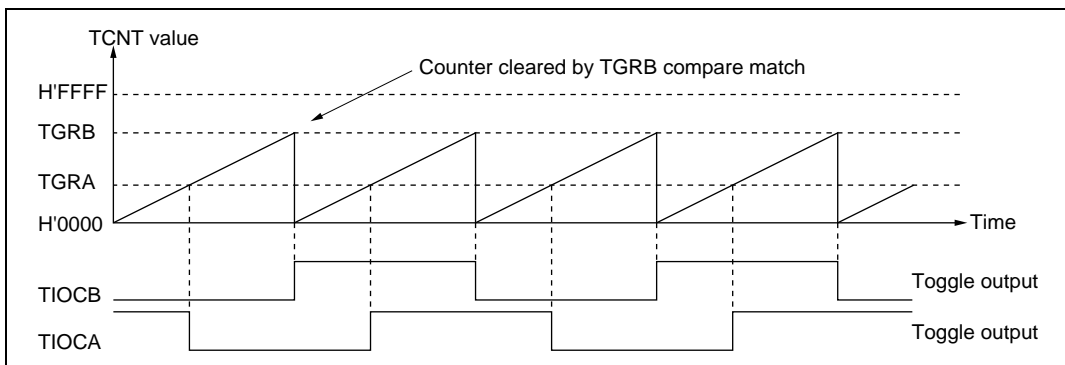 TCNT value
Counter cleared by TGRB compare match
H'FFFF
TGRB
TGRA
H'0000
Time
TIOCB
Toggle output
TIOCA
Toggle output